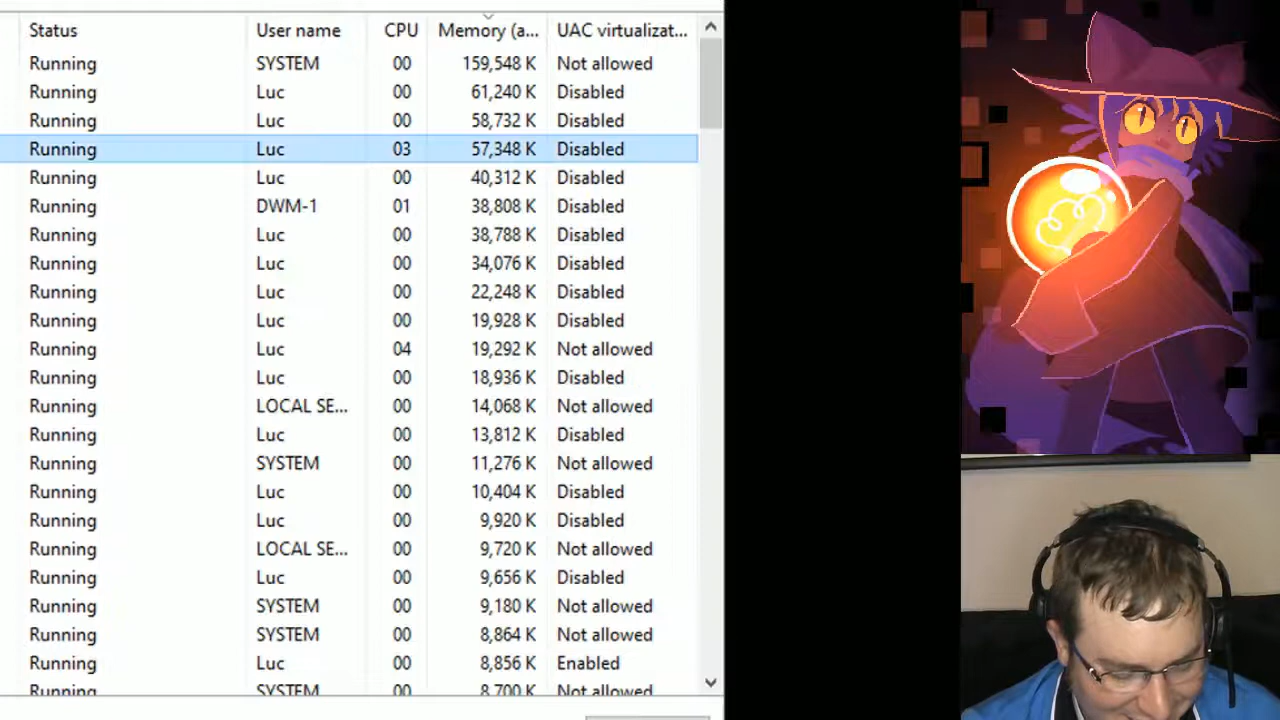 Status User name CPU Memory (a... UAC virtualizat...
Running SYSTEM 00 159,548 K Not allowed
Running Luc 00 61,240 K Disabled
Running Luc 00 58,732 K Disabled
Running Luc 03 57,348 K Disabled
Running Luc 00 40,312 K Disabled
Running DWM-1 01 38,808 K Disabled
Running Luc 00 38,788 K Disabled
Running Luc 00 34,076 K Disabled
Running Luc 00 22,248 K Disabled
Running Luc 00 19,928 K Disabled
Running Luc 04 19,292 K Not allowed
Running Luc 00 18,936 K Disabled
Running LOCAL SE... 00 14,068 K Not allowed
Running Luc 00 13,812 K Disabled
Running SYSTEM 00 11,276 K Not allowed
Running Luc 00 10,404 K Disabled
Running Luc 00 9,920 K Disabled
Running LOCAL SE... 00 9,720 K Not allowed
Running Luc 00 9,656 K Disabled
Running SYSTEM 00 9,180 K Not allowed
Running SYSTEM 00 8,864 K Not allowed
Running Luc 00 8,856 K Enabled
Running SYSTEM 00 8,700 K Not allowed